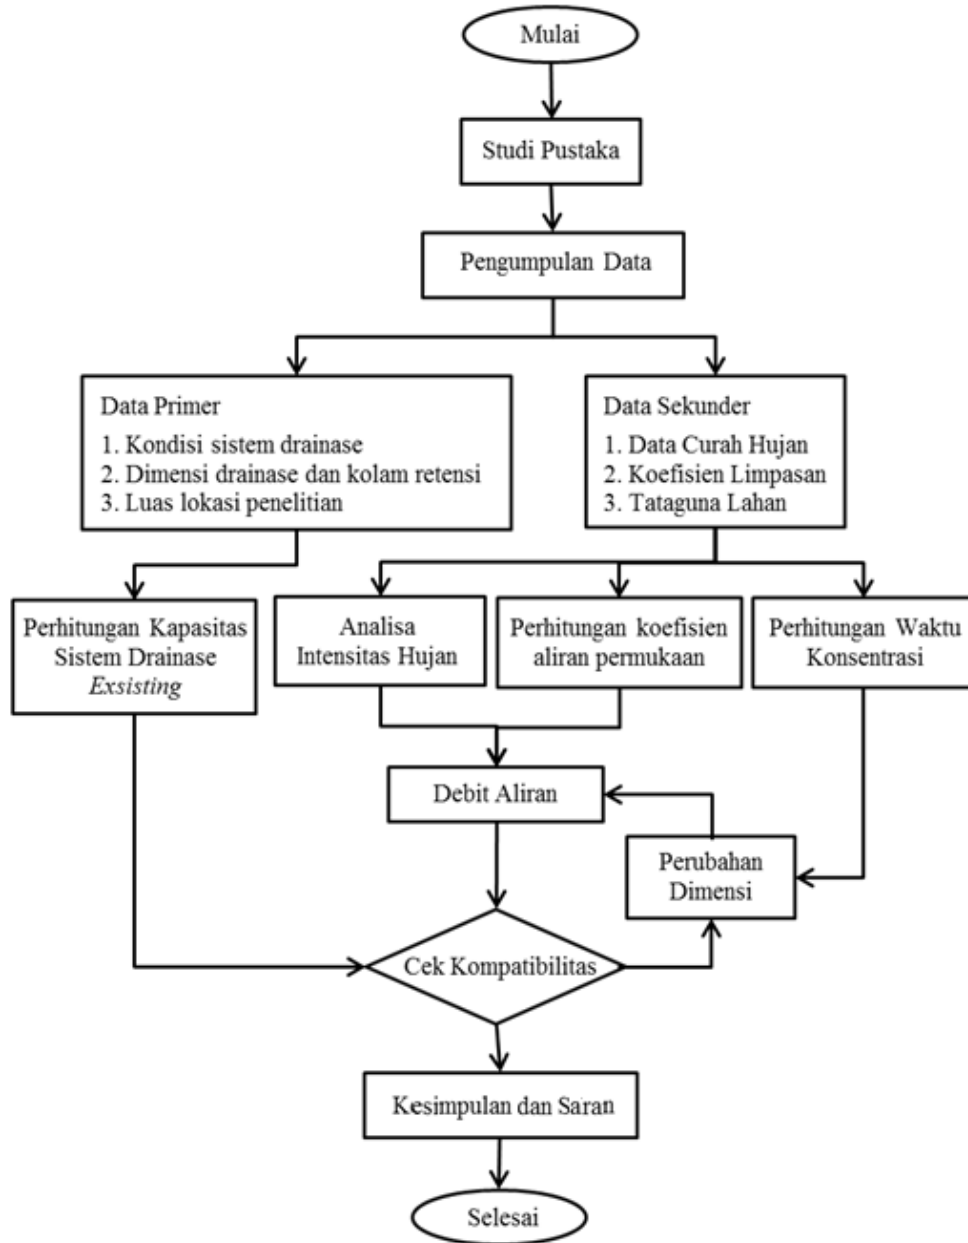 Mulai
Studi Pustaka
Pengumpulan Data
Data Primer
1. Kondisi sistem drainase
2. Dimensi drainase dan kolam retensi
3. Luas lokasi penelitian
Data Sekunder
1. Data Curah Hujan
2. Koefisien Limpasan
3. Tataguna Lahan
Perhitungan Kapasitas
Sistem Drainase
Exsisting
Analisa
Intensitas Hujan
Perhitungan koefisien
aliran permukaan
Perhitungan Waktu
Konsentrasi
Debit Aliran
Perubahan
Dimensi
Cek Kompatibilitas
Kesimpulan dan Saran
Selesai